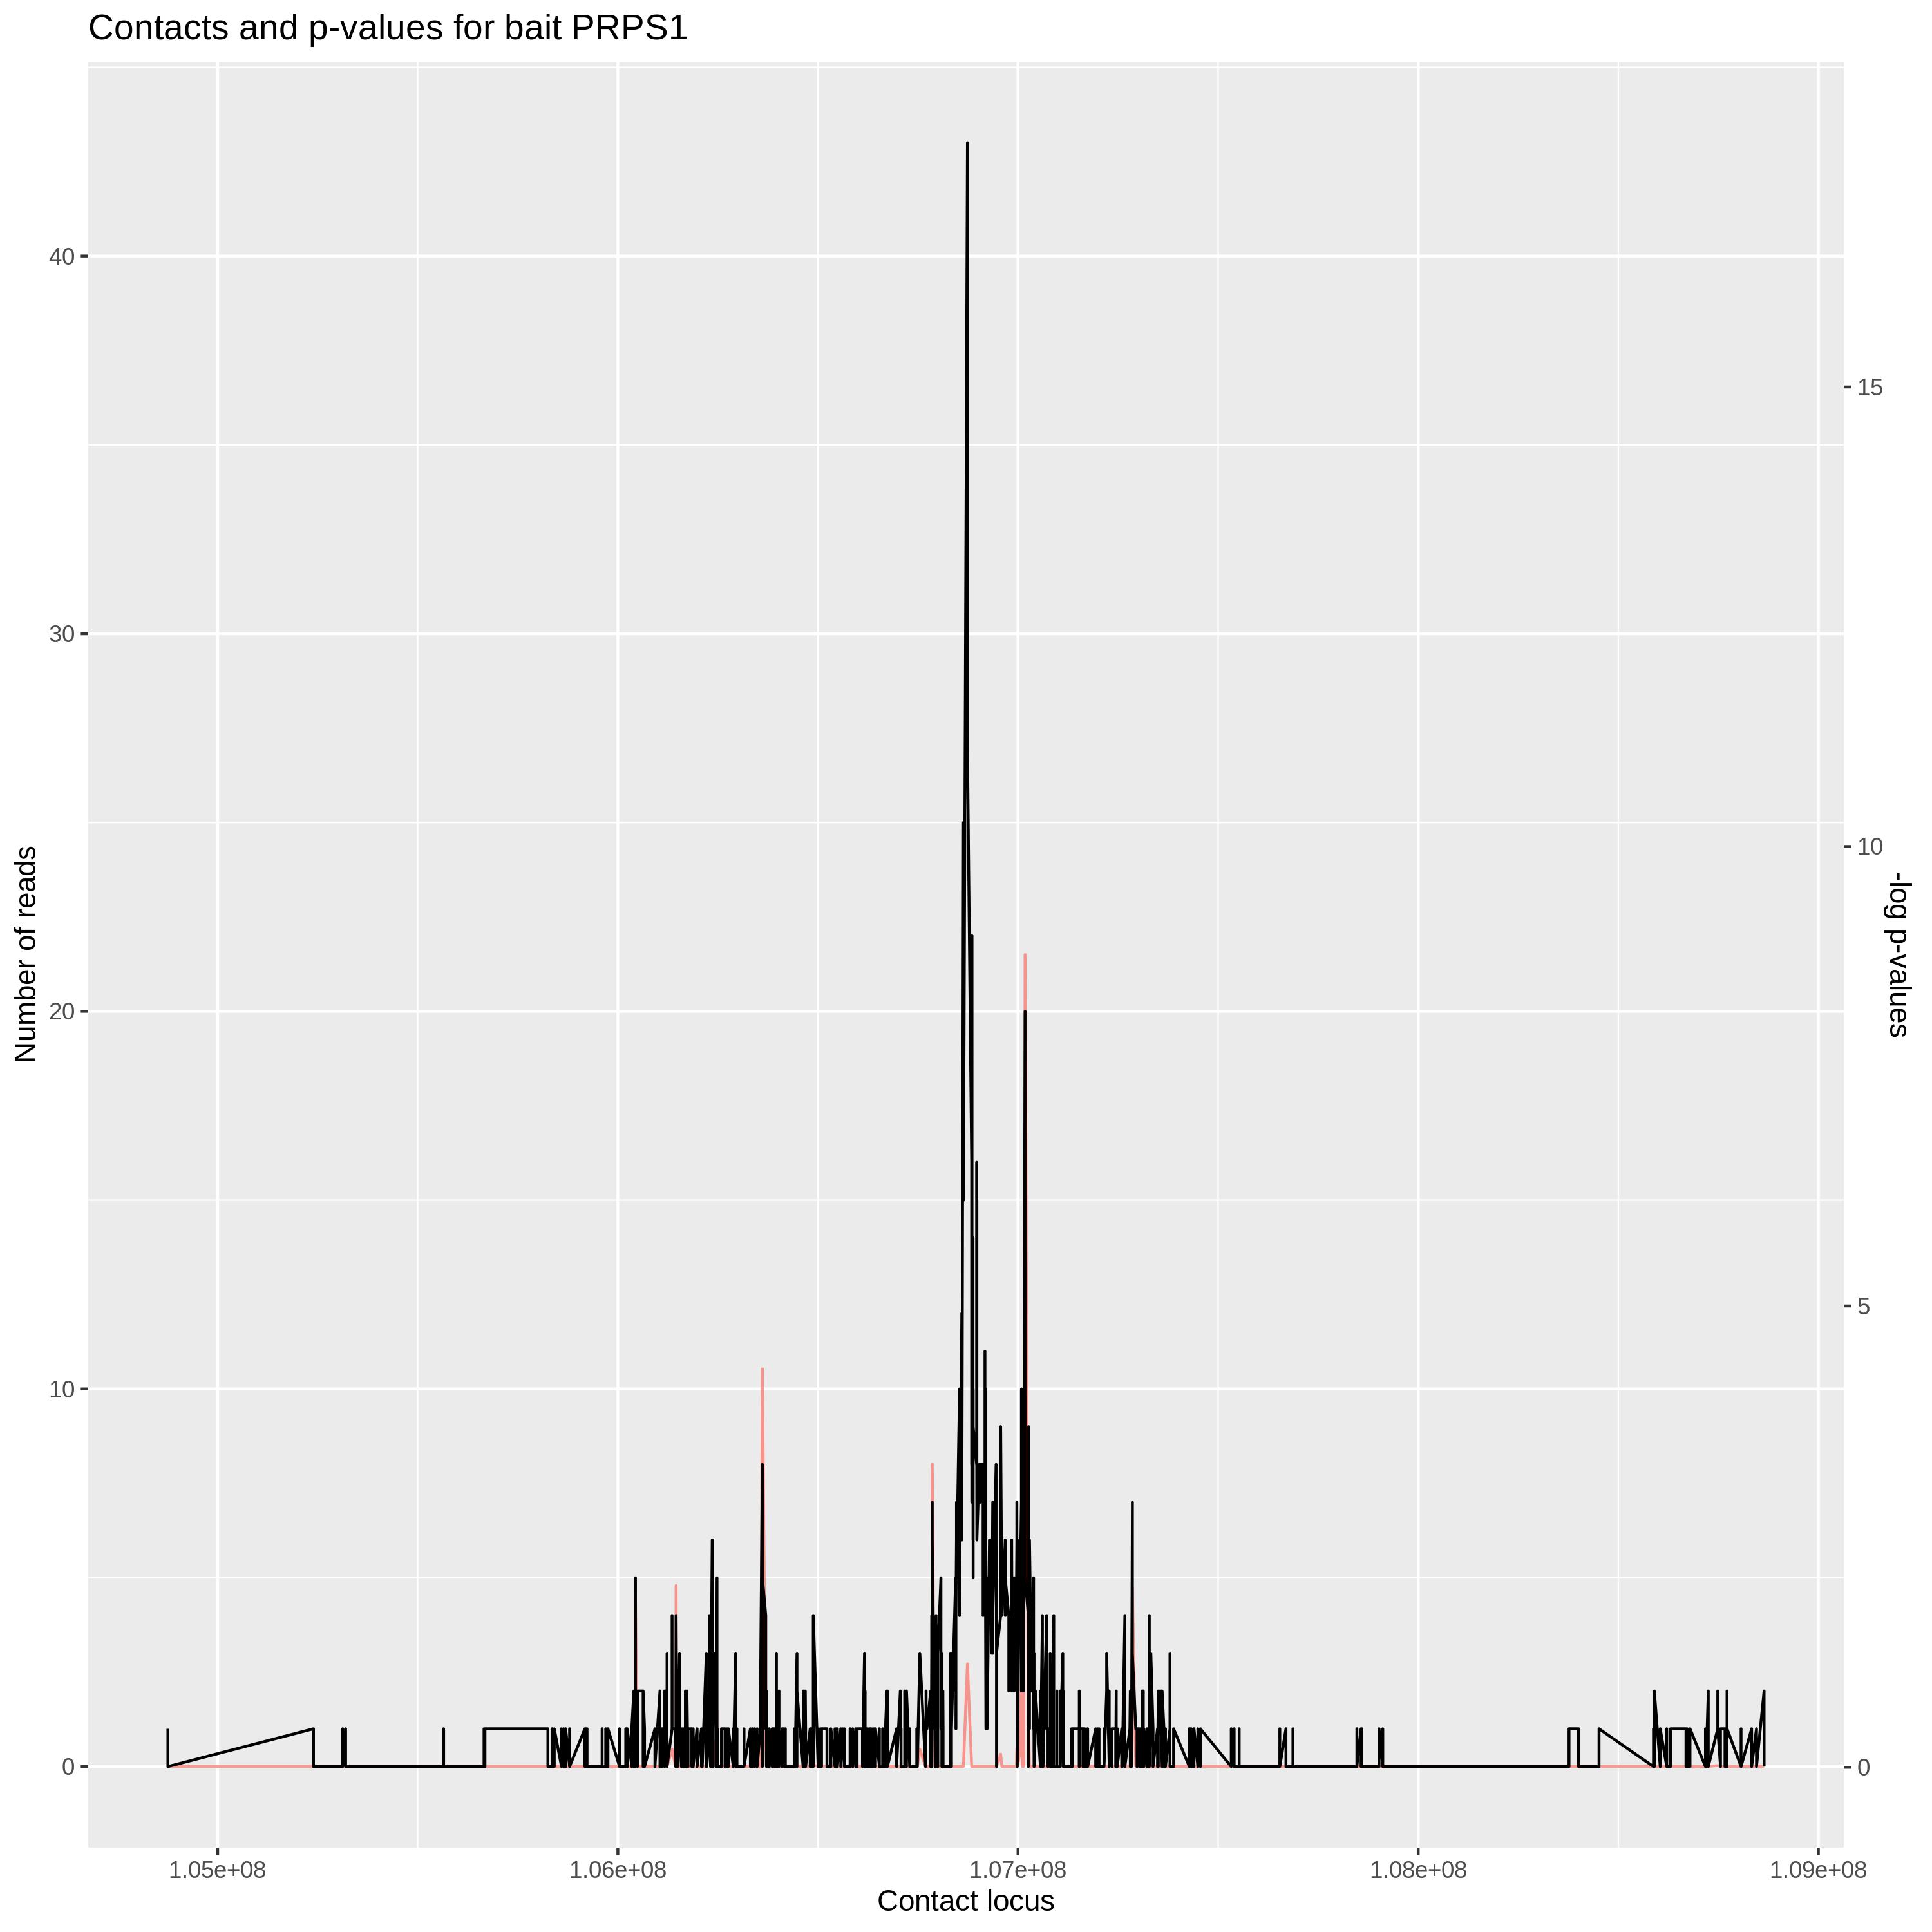 Contacts and p-values for bait PRPS1
40
30
20
10
0
Number of reads
15
10
5
0
-log p-values
1.05e+08 1.06e+08 1.07e+08 1.08e+08 1.09e+08
Contact locus